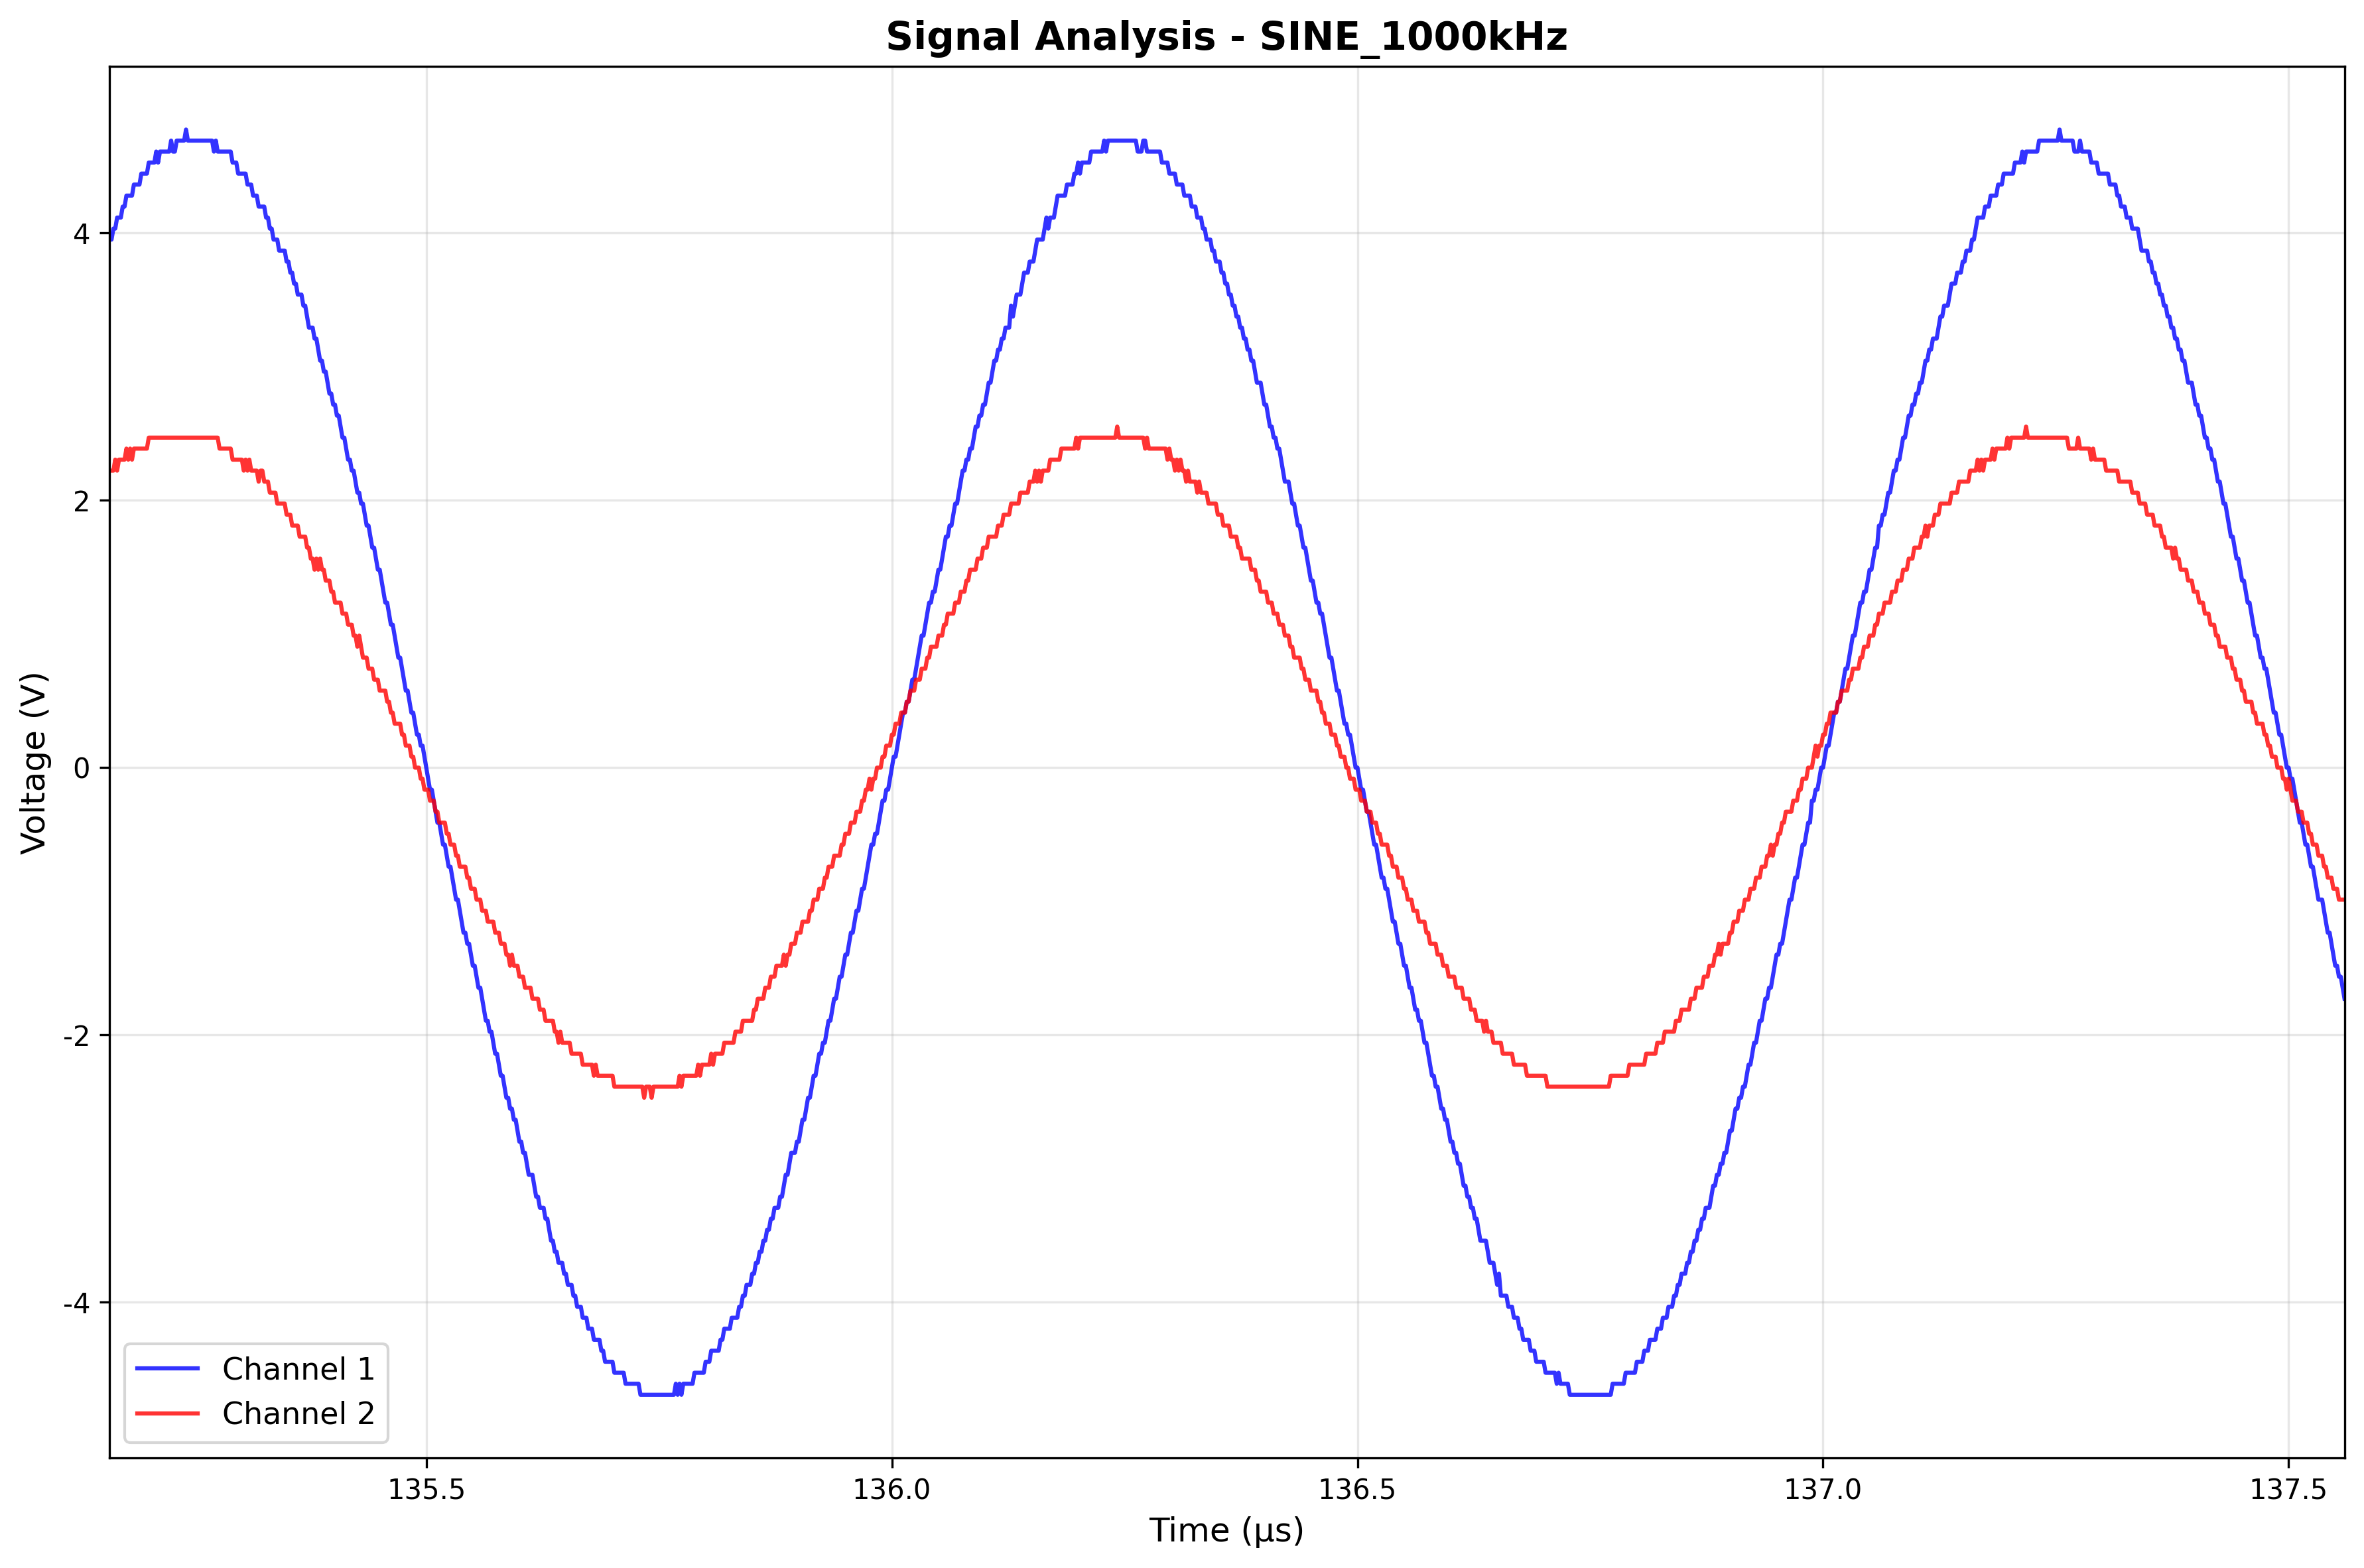 Signal Analysis - SINE_1000kHz
Voltage (V)
4
2
0
-2
-4
Channel 1
Channel 2
135.5 136.0 136.5 137.0 137.5
Time (µs)